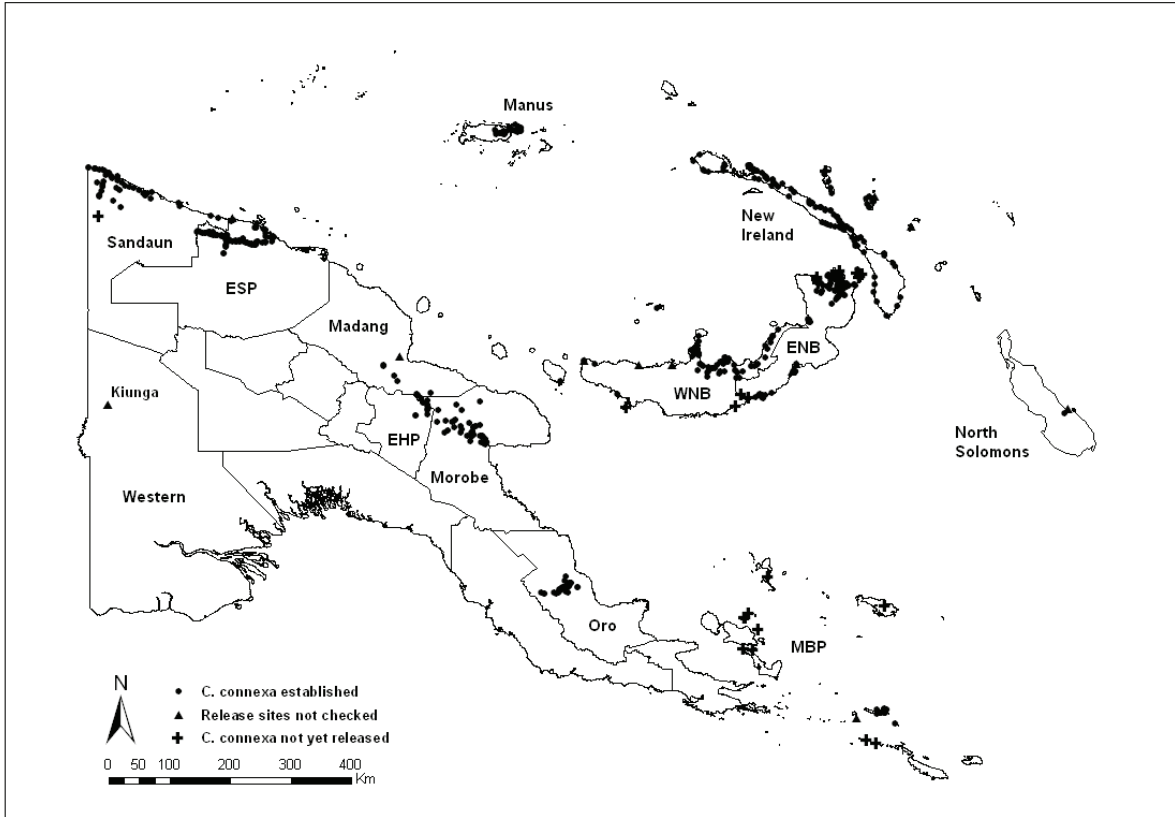 Manus
New
Ireland
Sandaun
ESP
Madang
ENB
Kiunga
WNB
EHP
North
Solomons
Morobe
Western
Oro
MBP
N
C. connexa established
Release sites not checked
C. connexa not yet released
0 50 100 200 300 400
Km